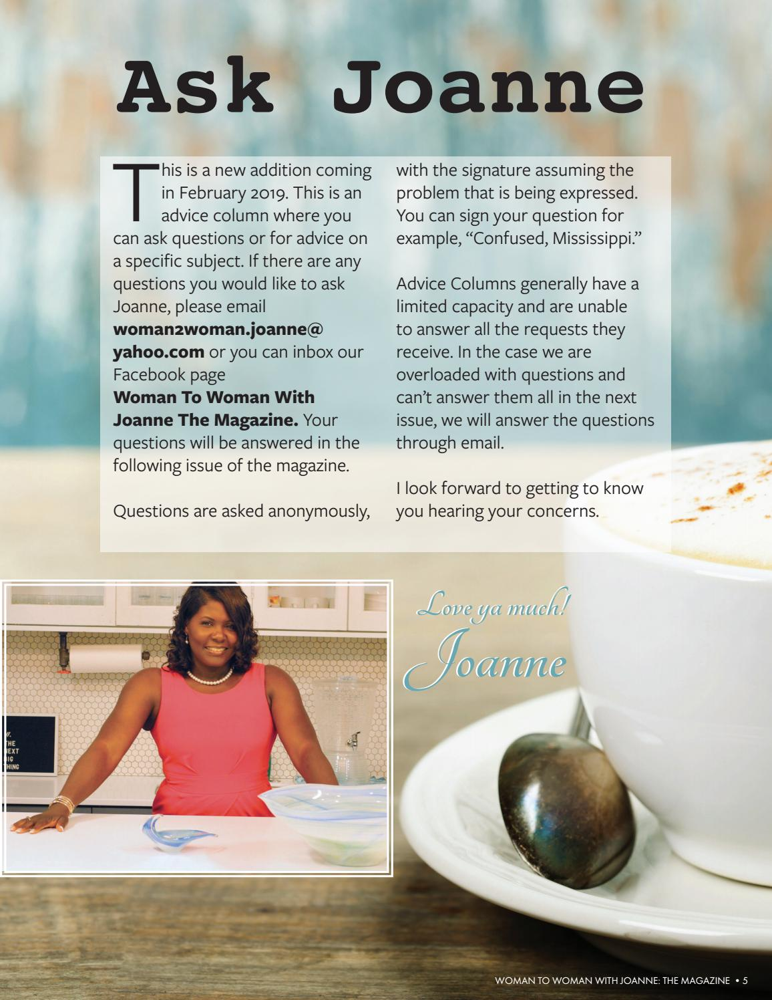 Ask Joanne
This is a new addition coming
in February 2019. This is an
advice column where you
can ask questions or for advice on
a specific subject. If there are any
questions you would like to ask
Joanne, please email
woman2woman.joanne@
yahoo.com or you can inbox our
Facebook page
Woman To Woman With
Joanne The Magazine. Your
questions will be answered in the
following issue of the magazine.
Questions are asked anonymously,
with the signature assuming the
problem that is being expressed.
You can sign your question for
example, “Confused, Mississippi.”
Advice Columns generally have a
limited capacity and are unable
to answer all the requests they
receive. In the case we are
overloaded with questions and
can’t answer them all in the next
issue, we will answer the questions
through email.
I look forward to getting to know
you hearing your concerns.
Love ya much!
Joanne
THE
NEXT
BIG
THING
WOMAN TO WOMAN WITH JOANNE: THE MAGAZINE • 5